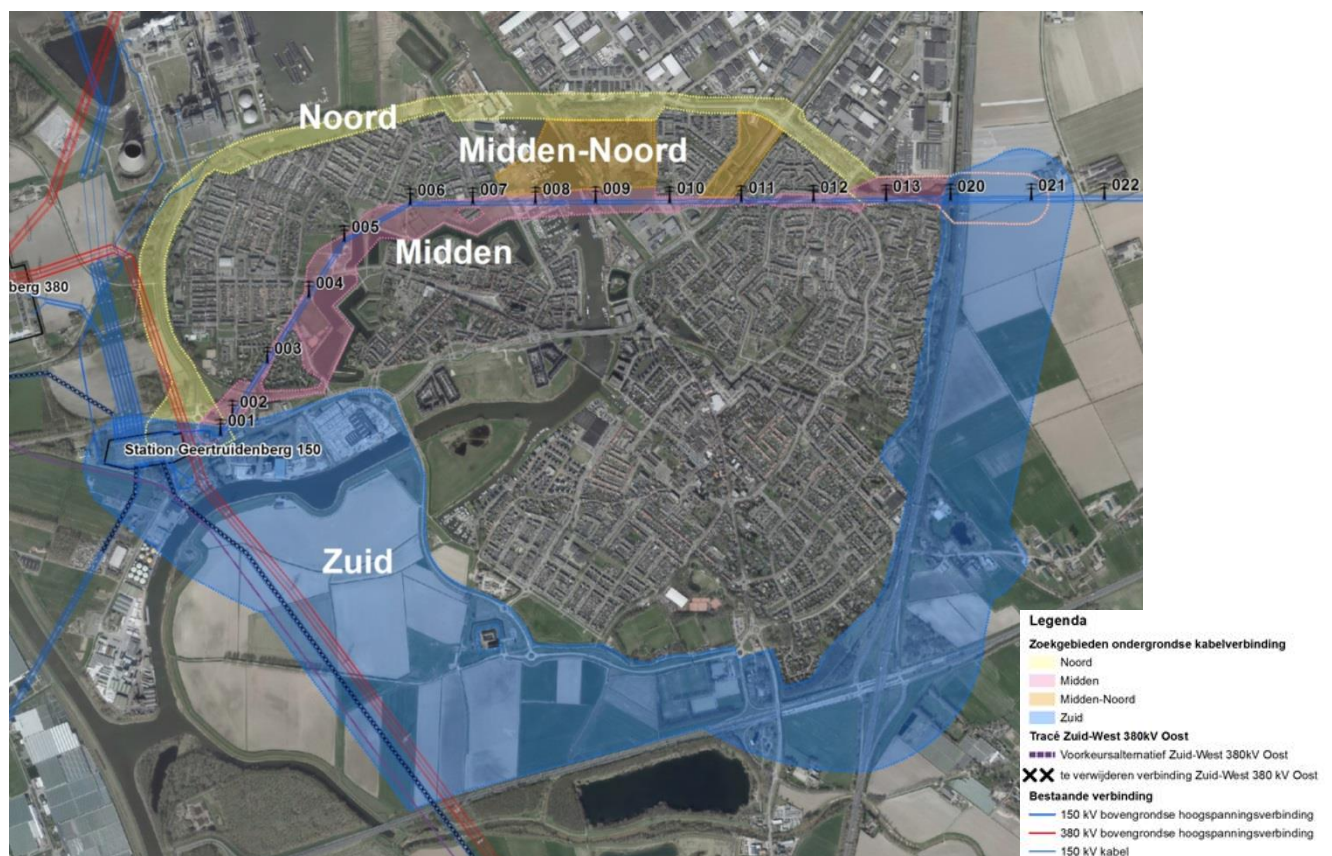 Noord
Midden-Noord
006
007
008
009
010
011
012
013
020
021
022
005
Midden
004
berg 380
003
002
001
Station Geertruidenberg 150
Zuid
Legenda
Zoekgebieden ondergrondse kabelverbinding
Noord
Midden
Midden-Noord
Zuid
Tracé Zuid-West 380kV Oost
Voorkeursalternatief Zuid-West 380kV Oost
te verwijderen verbinding Zuid-West 380 kV Oost
Bestaande verbinding
150 kV bovengrondse hoogspanningsverbinding
380 kV bovengrondse hoogspanningsverbinding
150 kV kabel